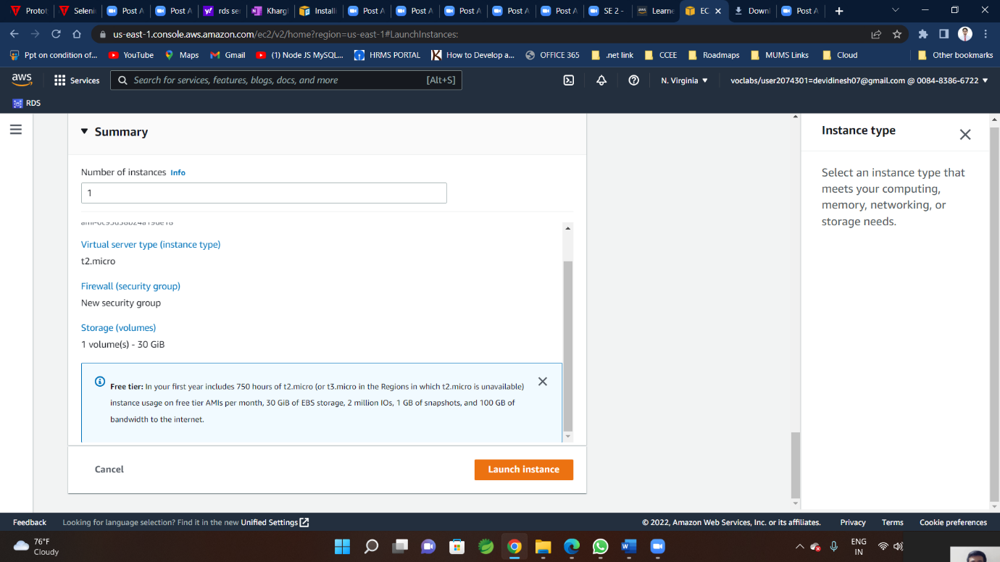 Protot
Selenii
Post A
Post A
rds se
Khargh
Install
Post A
Post A
Post A
Post A
Post A
SE 2 -
Learne
EC
Downl
Post A
us-east-1.console.aws.amazon.com/ec2/v2/home?region=us-east-1#LaunchInstances:
Ppt on condition of...
YouTube
Maps
Gmail
(1) Node JS MySQL...
HRMS PORTAL
How to Develop a...
OFFICE 365
.net link
CCEE
Roadmaps
MUMS Links
Cloud
Other bookmarks
aws
Services
Search for services, features, blogs, docs, and more
[Alt+S]
N. Virginia
voclabs/user2074301=devidinesh07@gmail.com @ 0084-8386-6722
RDS
Summary
Number of instances Info
1
Virtual server type (instance type)
t2.micro
Firewall (security group)
New security group
Storage (volumes)
1 volume(s) - 30 GiB
Free tier: In your first year includes 750 hours of t2.micro (or t3.micro in the Regions in which t2.micro is unavailable)
instance usage on free tier AMIs per month, 30 GiB of EBS storage, 2 million IOs, 1 GB of snapshots, and 100 GB of
bandwidth to the internet.
Cancel
Launch instance
Instance type
Select an instance type that
meets your computing,
memory, networking, or
storage needs.
Feedback
Looking for language selection? Find it in the new Unified Settings
© 2022, Amazon Web Services, Inc. or its affiliates.
Privacy
Terms
Cookie preferences
76°F
Cloudy
ENG
IN